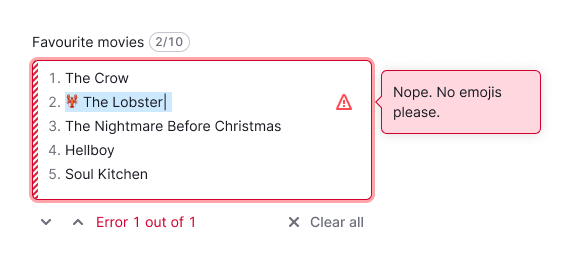 Favourite movies 2/10
1. The Crow
2. 🦞 The Lobster
3. The Nightmare Before Christmas
4. Hellboy
5. Soul Kitchen
Nope. No emojis
please.
Error 1 out of 1
Clear all